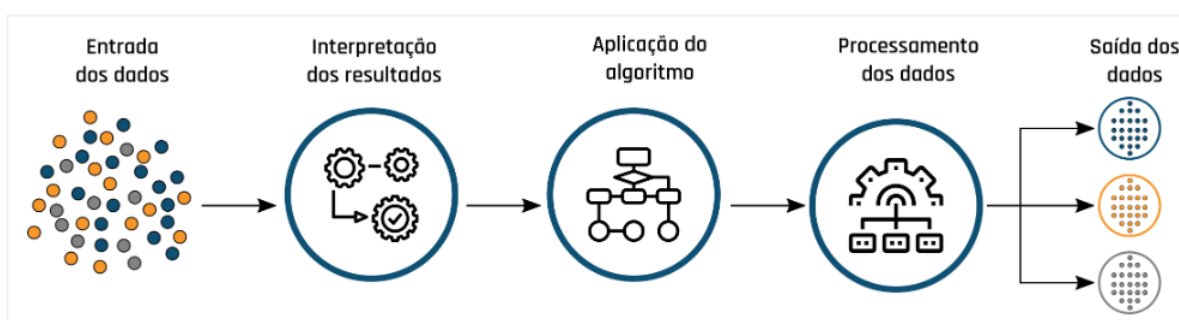 Entrada
dos dados
Interpretação
dos resultados
Aplicação do
algoritmo
Processamento
dos dados
Saída dos
dados